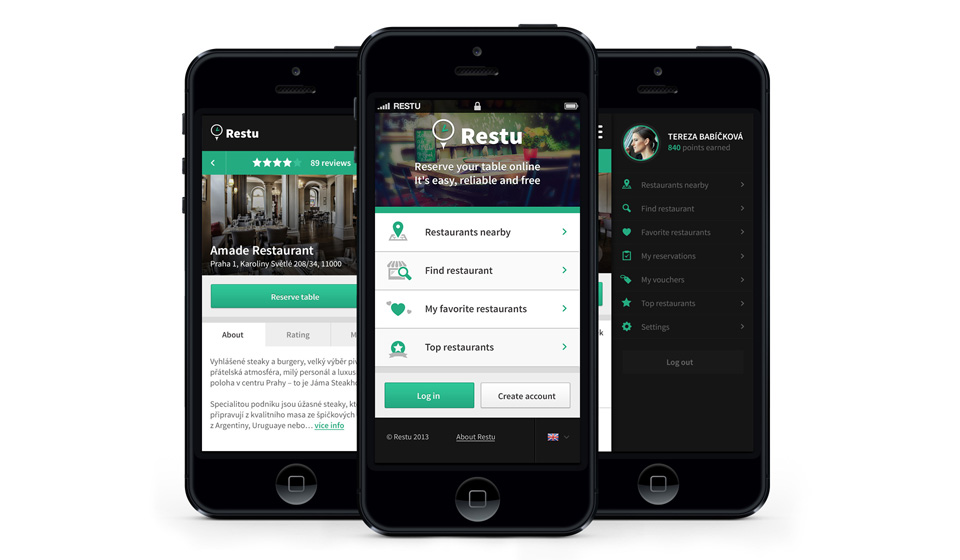 Restu
89 reviews
Amade Restaurant
Praha 1, Karoliny Světlé 208/34, 11000
Reserve table
About
Rating
M
Vyhlášené steaky a burgery, velký výběr piv
přátelská atmosféra, milý personál a luxus
poloha v centru Prahy – to je Jáma Steakho
Specialitou podniku jsou úžasné steaky, kt
připravují z kvalitního masa ze špičkových
z Argentiny, Uruguaye nebo… více info
RESTU
Restu
Reserve your table online
It's easy, reliable and free
Restaurants nearby
Find restaurant
My favorite restaurants
Top restaurants
Log in
Create account
© Restu 2013
About Restu
k
TEREZA BABÍČKOVÁ
840 points earned
Restaurants nearby
Find restaurant
Favorite restaurants
My reservations
My vouchers
Top restaurants
Settings
Log out